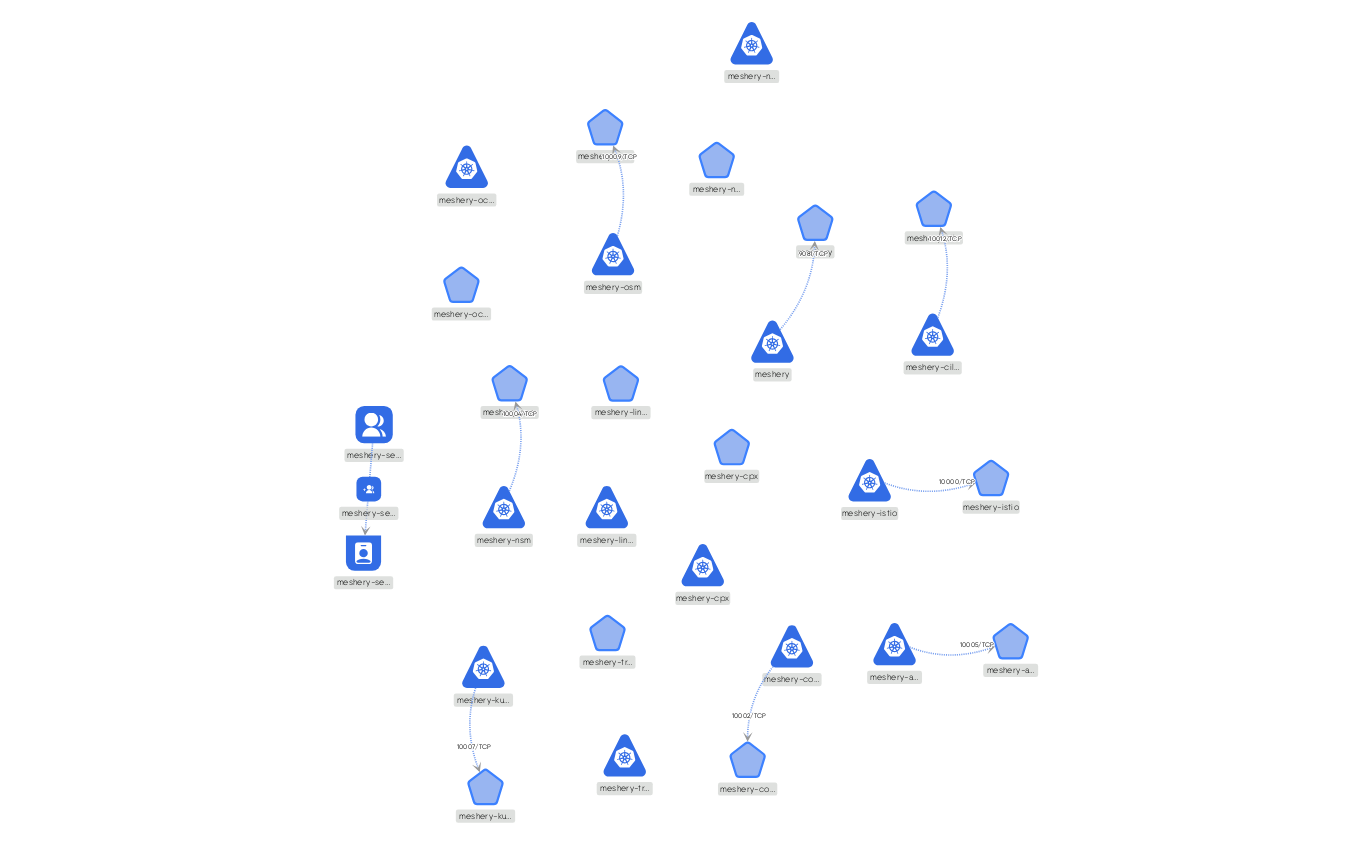 meshery-n...
10009/TCP
meshery-n...
meshery-oc...
10012/TCP
9081/TCP
meshery-osm
meshery-oc...
meshery-cil...
meshery
10004/TCP
meshery-lin...
meshery-se...
meshery-cpx
10000/TCP
meshery-istio
meshery-se...
meshery-istio
meshery-nsm
meshery-lin...
meshery-se...
meshery-cpx
10005/TCP
meshery-tr...
meshery-a...
meshery-a...
meshery-co...
meshery-ku...
10002/TCP
10007/TCP
meshery-tr...
meshery-co...
meshery-ku...